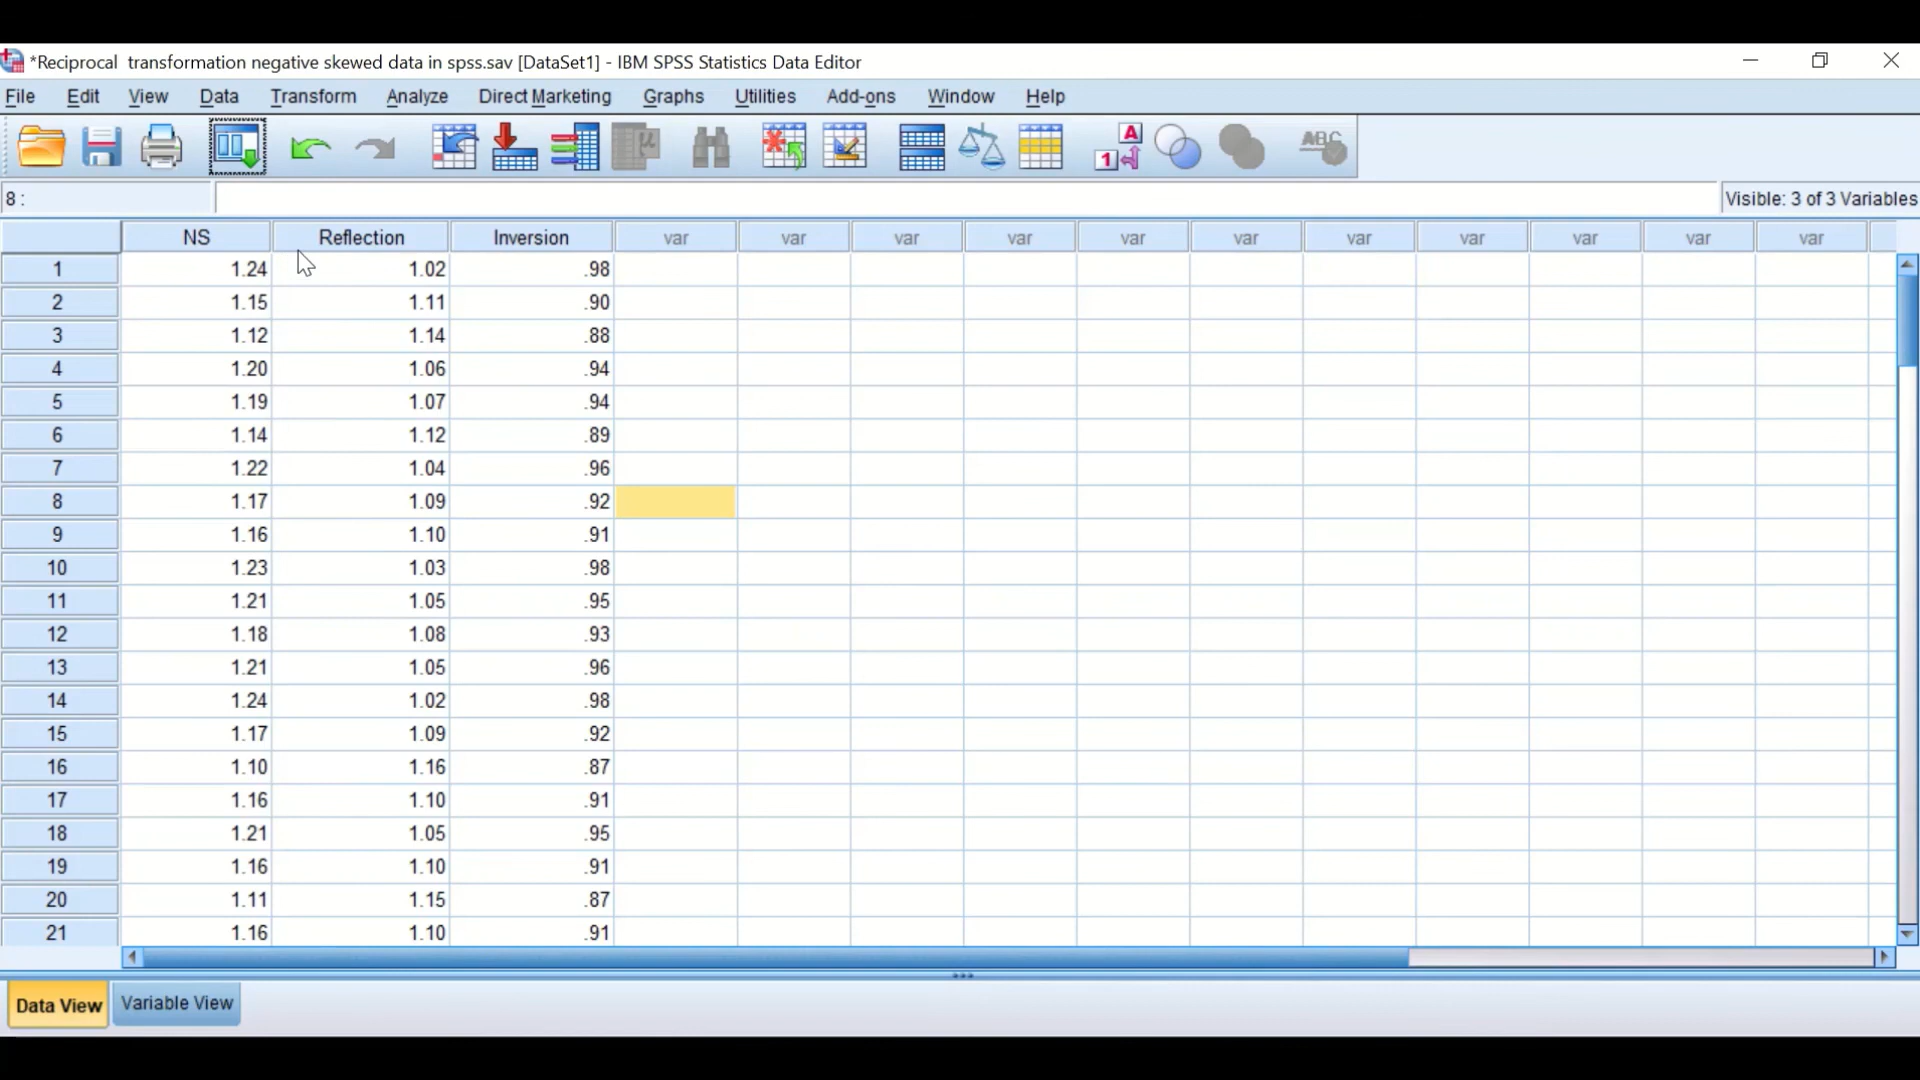 *Reciprocal  transformation negative skewed data in spss.sav [DataSet1] - IBM SPSS Statistics Data Editor
File Edit View Data Transform Analyze Direct Marketing Graphs Utilities Add-ons Window Help
A
1
ABC
8 :
Visible: 3 of 3 Variables
NS Reflection Inversion var var var var var var var var var var var
1 1.24 1.02 .98
2 1.15 1.11 .90
3 1.12 1.14 .88
4 1.20 1.06 .94
5 1.19 1.07 .94
6 1.14 1.12 .89
7 1.22 1.04 .96
8 1.17 1.09 .92
9 1.16 1.10 .91
10 1.23 1.03 .98
11 1.21 1.05 .95
12 1.18 1.08 .93
13 1.21 1.05 .96
14 1.24 1.02 .98
15 1.17 1.09 .92
16 1.10 1.16 .87
17 1.16 1.10 .91
18 1.21 1.05 .95
19 1.16 1.10 .91
20 1.11 1.15 .87
21 1.16 1.10 .91
Data View Variable View